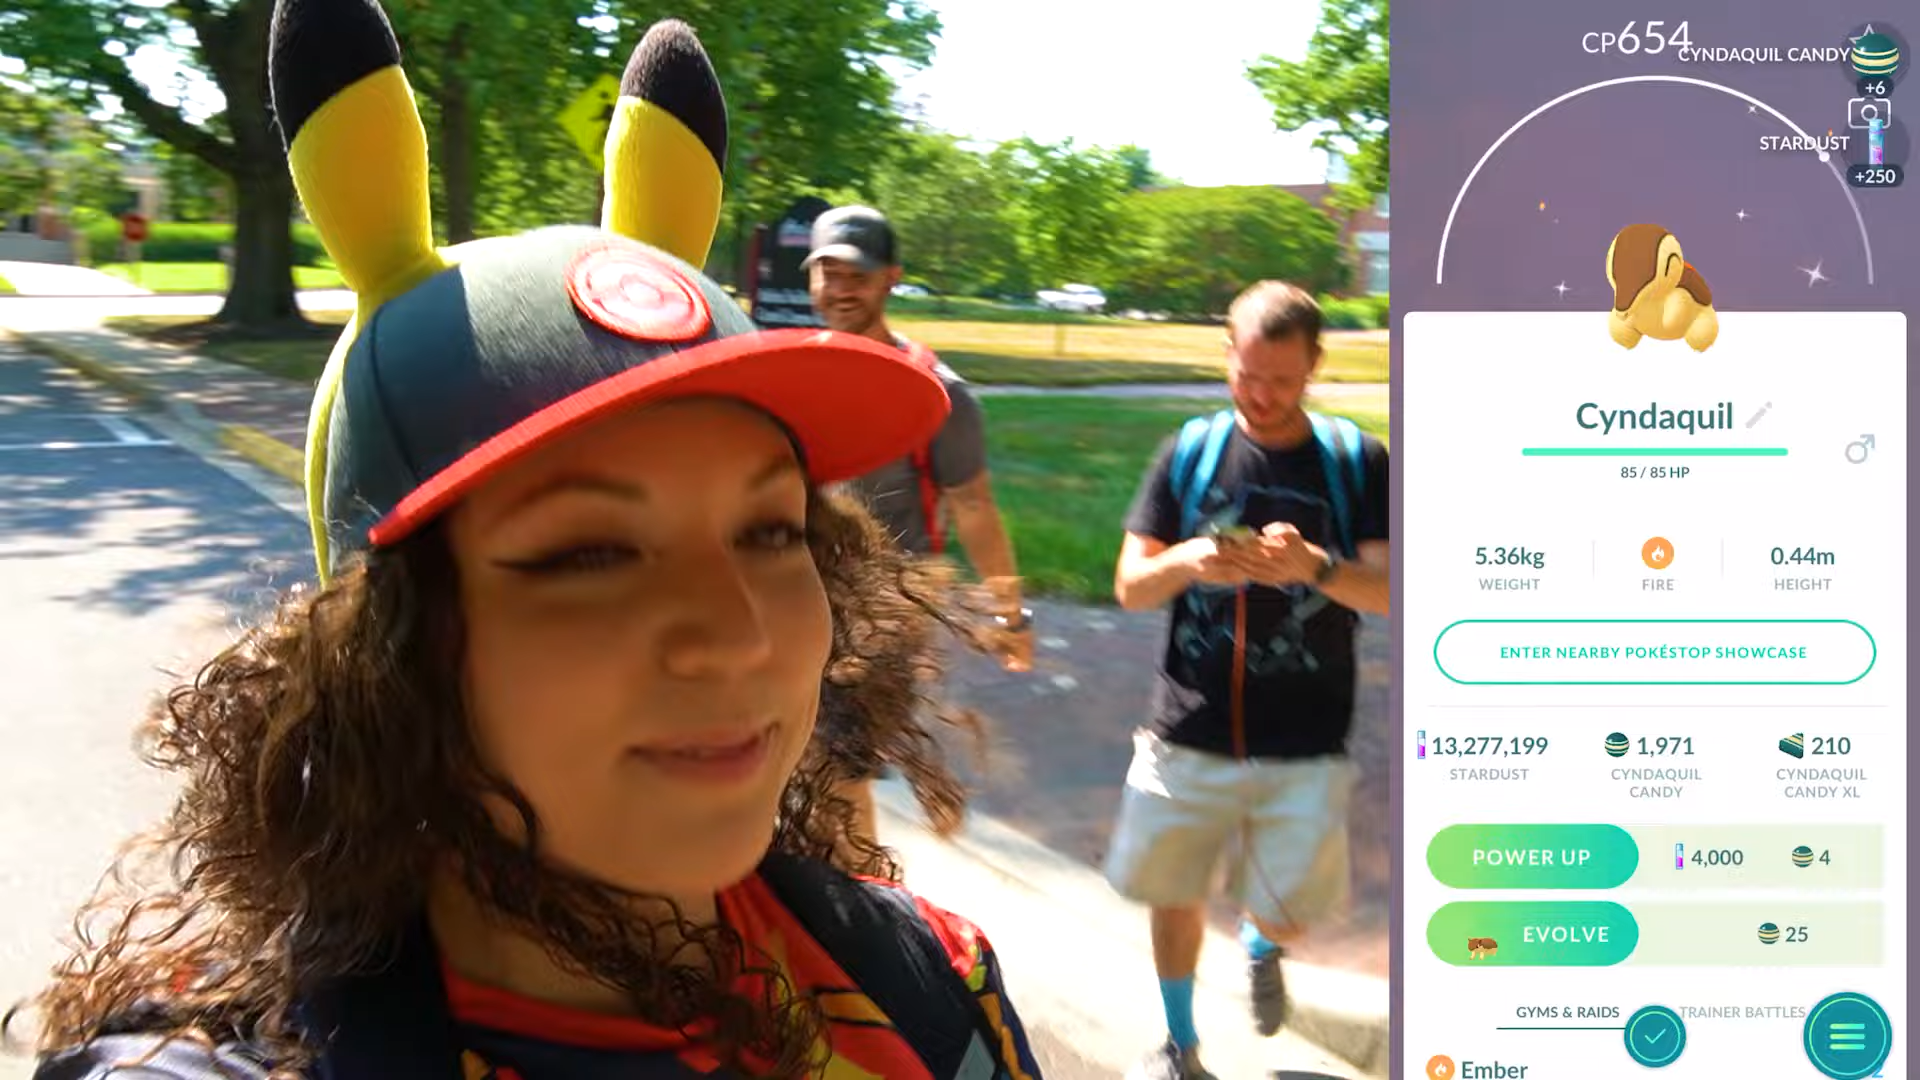 CP654
CYNDAQUIL CANDY
+6
STARDUST
+250
Cyndaquil
85 / 85 HP
5.36kg
WEIGHT
FIRE
0.44m
HEIGHT
ENTER NEARBY POKÉSTOP SHOWCASE
13,277,199
STARDUST
1,971
CYNDAQUIL
CANDY
210
CYNDAQUIL
CANDY XL
POWER UP
4,000
4
EVOLVE
25
GYMS & RAIDS
TRAINER BATTLES
Ember